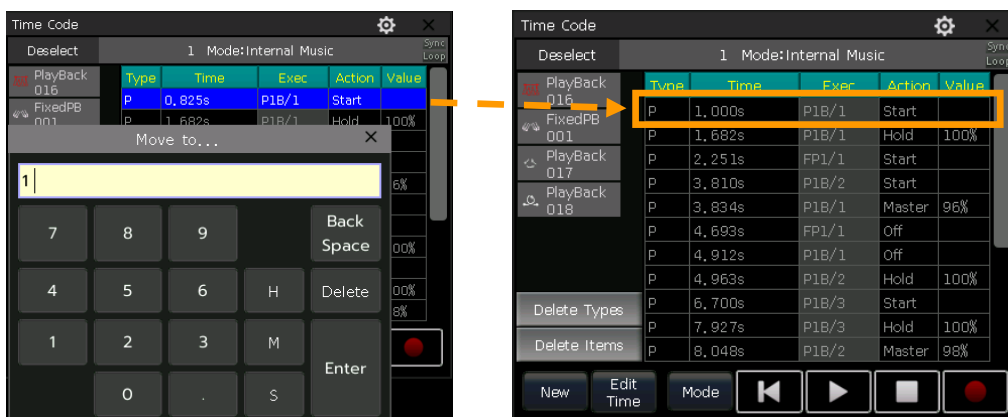 Time Code
Deselect 1 Mode:Internal Music Sync Loop
PlayBack 016
FixedPB 001
Type Time Exec Action Value
P 0.825s P1B/1 Start
P 1.682s P1B/1 Hold 100%
Move to...
1
6%
7 8 9 Back Space
00%
4 5 6 H Delete
00%
8%
1 2 3 M Enter
0 . S
Time Code
Deselect 1 Mode:Internal Music Sync Loop
PlayBack 016
FixedPB 001
PlayBack 017
PlayBack 018
Type Time Exec Action Value
P 1.000s P1B/1 Start
P 1.682s P1B/1 Hold 100%
P 2.251s FP1/1 Start
P 3.810s P1B/2 Start
P 3.834s P1B/1 Master 96%
P 4.693s FP1/1 Off
P 4.912s P1B/1 Off
P 4.963s P1B/2 Hold 100%
P 6.700s P1B/3 Start
P 7.927s P1B/3 Hold 100%
P 8.048s P1B/2 Master 98%
Delete Types
Delete Items
New Edit Time Mode